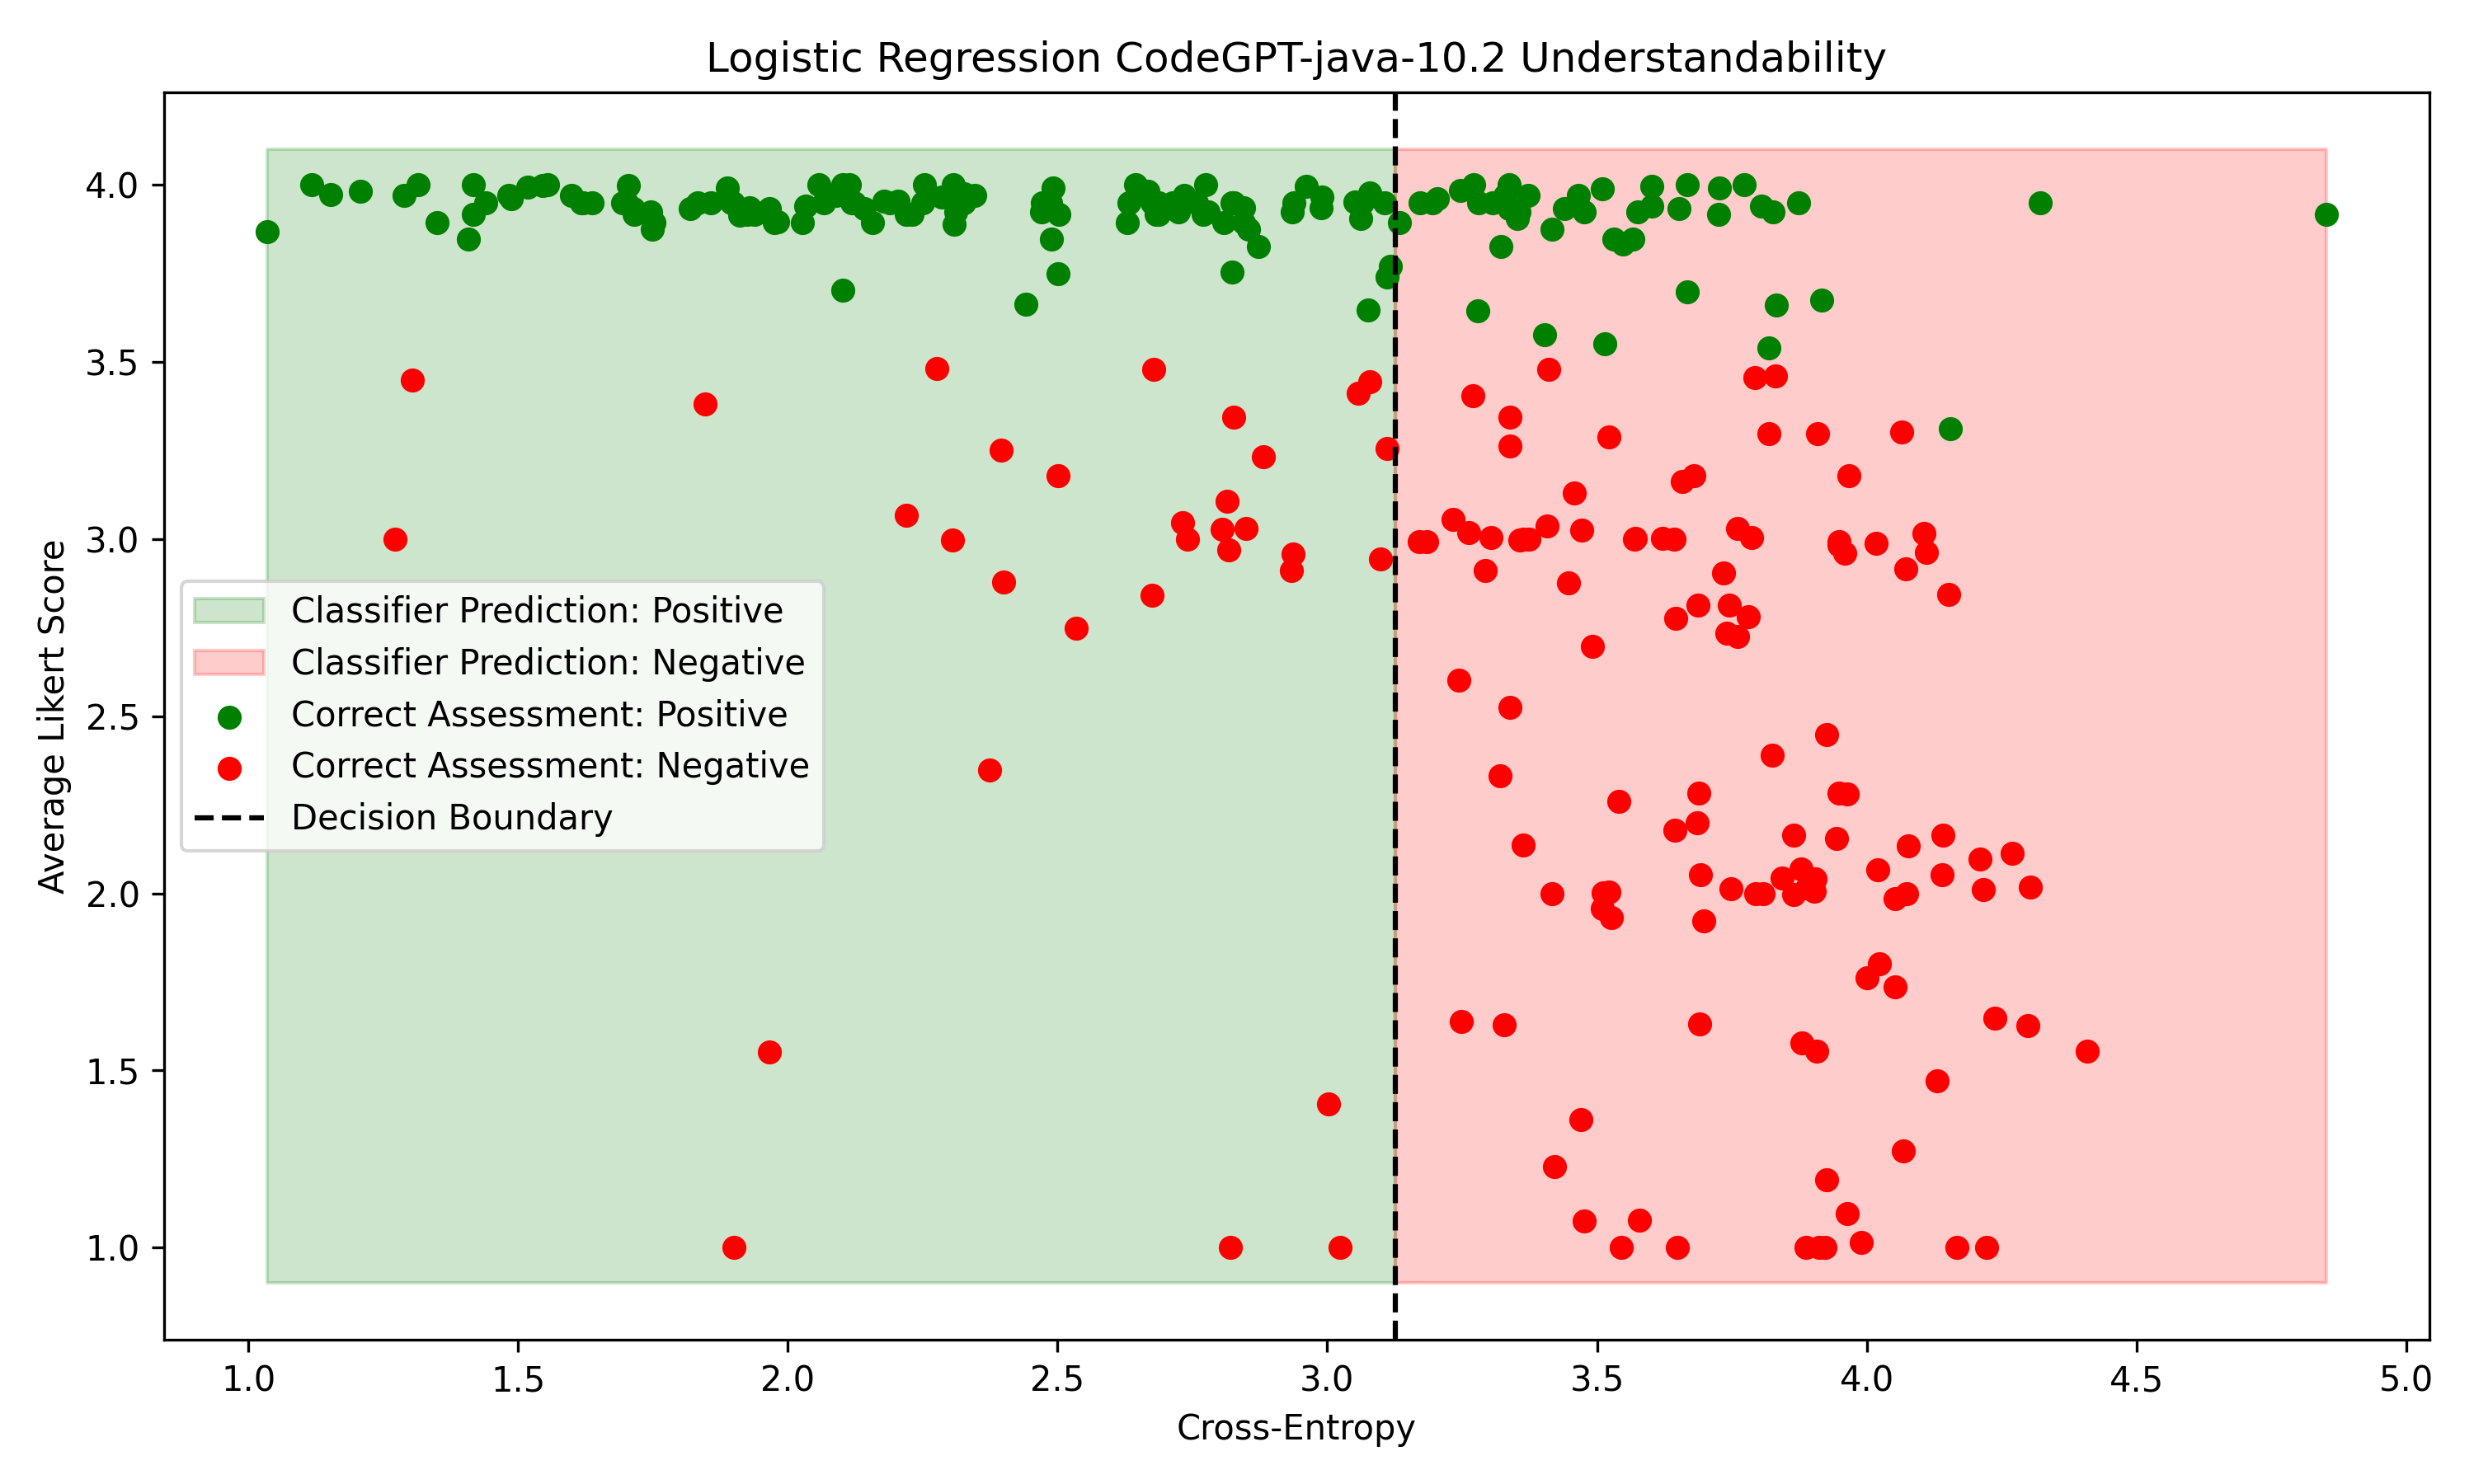 Logistic Regression CodeGPT-java-10.2 Understandability
Average Likert Score
4.0
3.5
3.0
2.5
2.0
1.5
1.0
Classifier Prediction: Positive
Classifier Prediction: Negative
Correct Assessment: Positive
Correct Assessment: Negative
Decision Boundary
1.0 1.5 2.0 2.5 3.0 3.5 4.0 4.5 5.0
Cross-Entropy